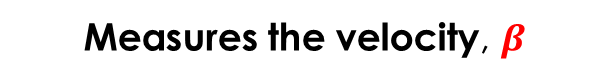 Measures the velocity, β